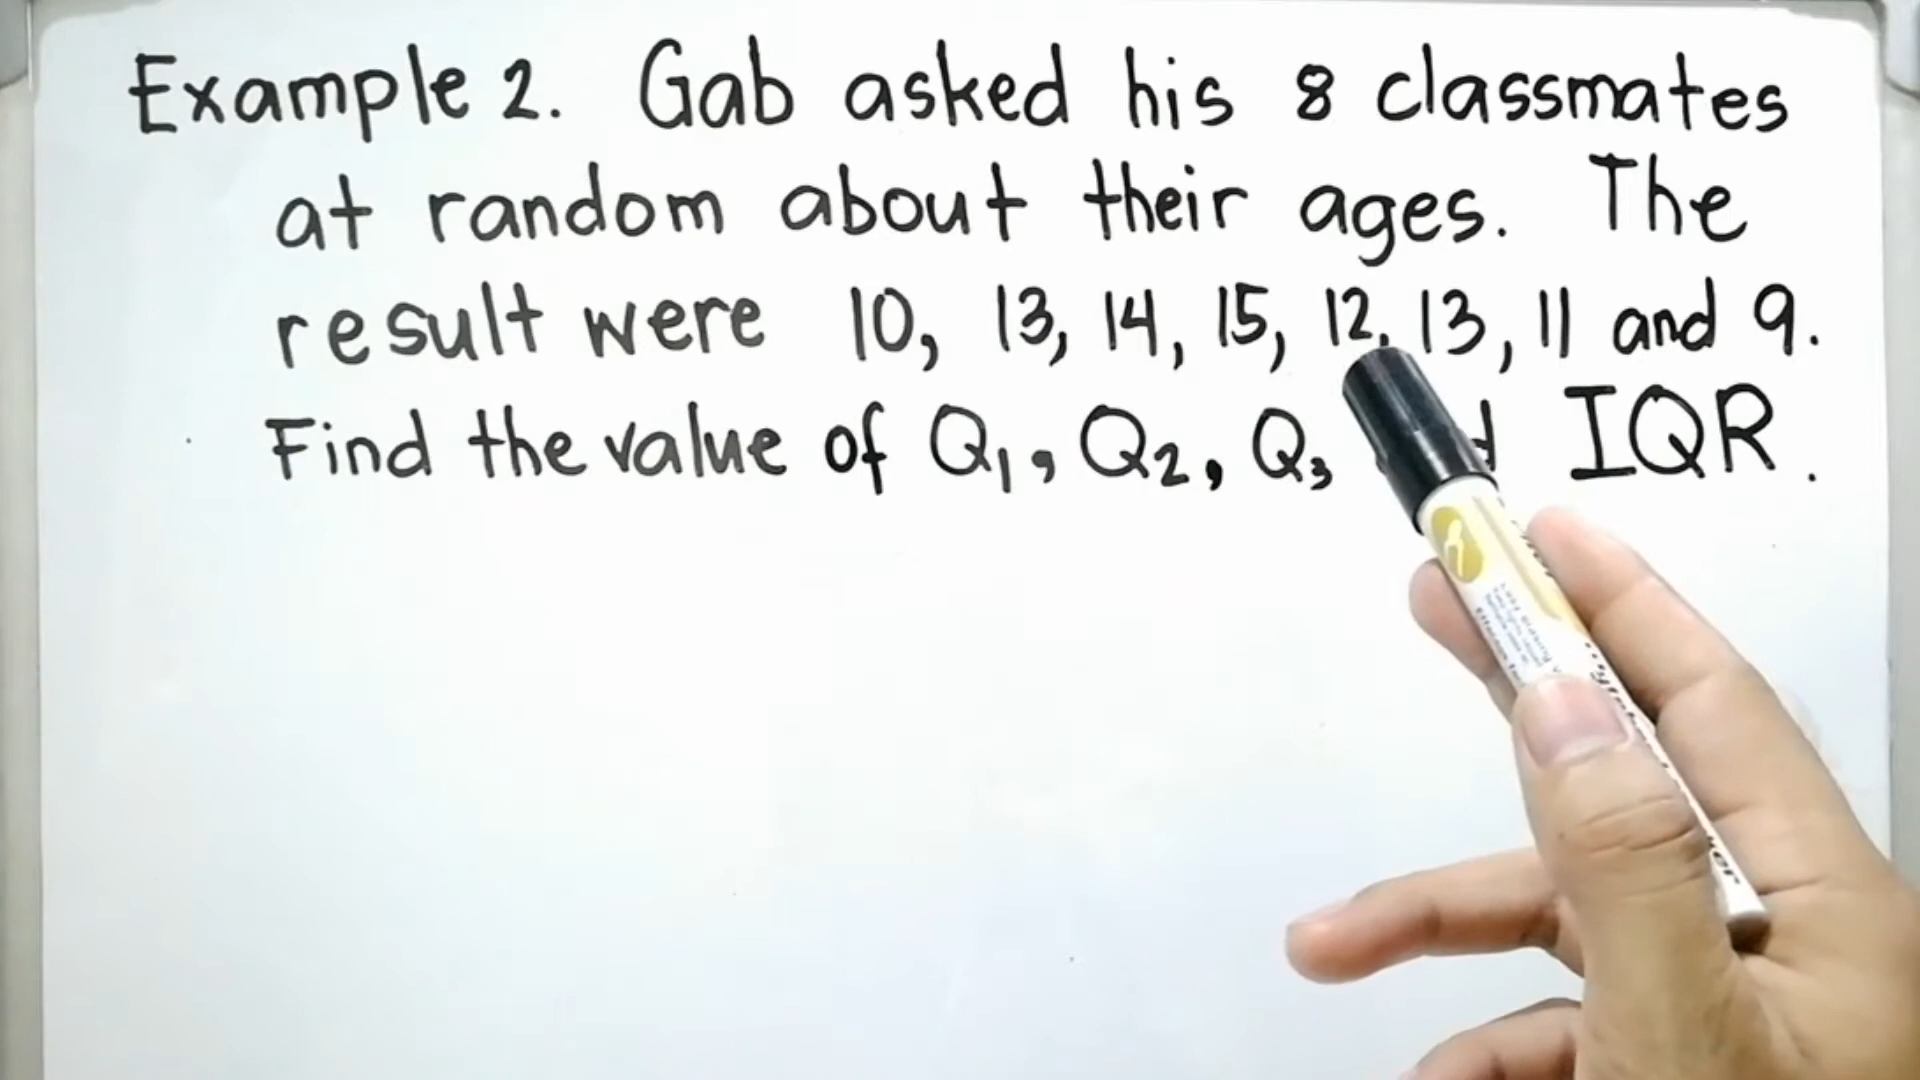 Example 2. Gab asked his 8 classmates
at random about their ages. The
result were 10, 13, 14, 15, 12, 13, 11 and 9.
Find the value of Q1, Q2, Q3 IQR.